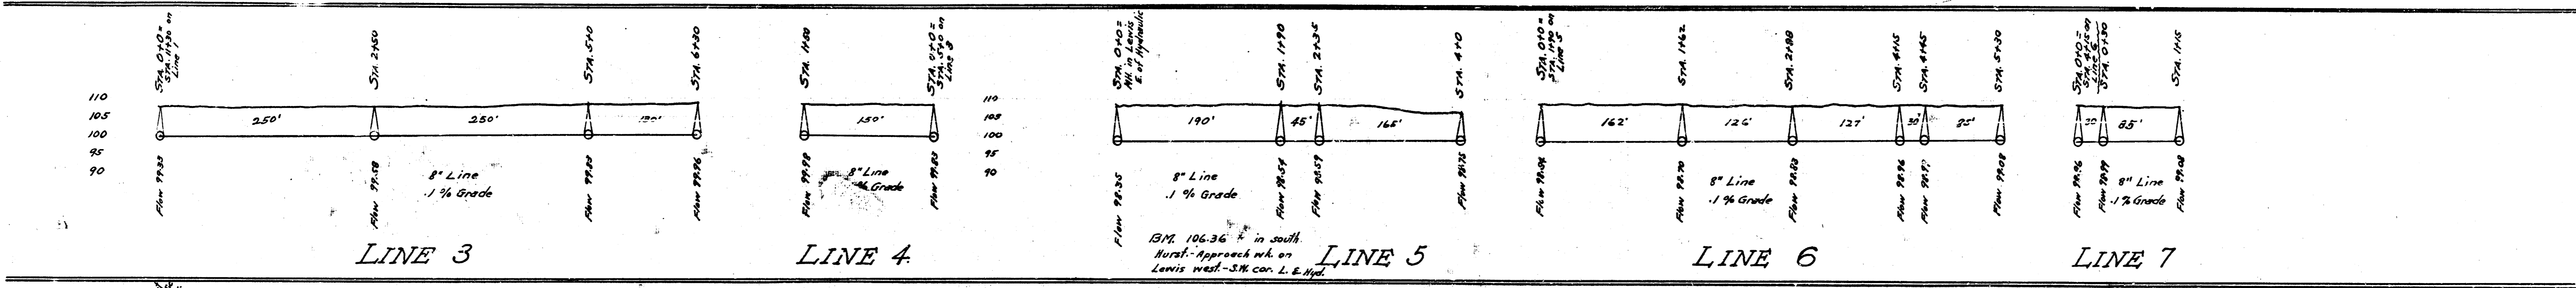 STA. 0+0 =
STA. 11+30 on
Line 1
STA. 2+50
STA. 5+0
STA. 6+30
110
105
100
95
90
250'
250'
130'
Flow 99.33
Flow 99.58
Flow 99.83
Flow 99.96
8" Line
.1 % Grade
LINE 3
STA. 1+50
STA. 0+0 =
STA. 5+0 on
Line 3
150'
Flow 99.98
Flow 99.83
8" Line
% Grade
LINE 4
110
105
100
95
90
STA. 0+0 =
MH. in Lewis
E. of Hydraulic
STA. 1+90
STA. 2+35
STA. 4+0
190'
45'
165'
Flow 98.35
Flow 98.54
Flow 98.59
Flow 98.75
8" Line
.1 % Grade
BM. 106.36 in south
Hurst.-Approach wk. on
Lewis west.-S.W. cor. L. & Hyd.
LINE 5
STA. 0+0 =
STA. 1+90 on
Line 5
STA. 1+62
STA. 2+88
STA. 4+15
STA. 4+45
STA. 5+30
162'
126'
127'
30'
85'
Flow 98.54
Flow 98.70
Flow 98.83
Flow 98.96
Flow 98.99
Flow 99.08
8" Line
.1 % Grade
LINE 6
STA. 0+0 =
STA. 4+15 on
Line 6
STA. 0+30
STA. 1+15
30
85'
Flow 98.96
Flow 98.99
Flow 99.08
8" Line
.1 % Grade
LINE 7